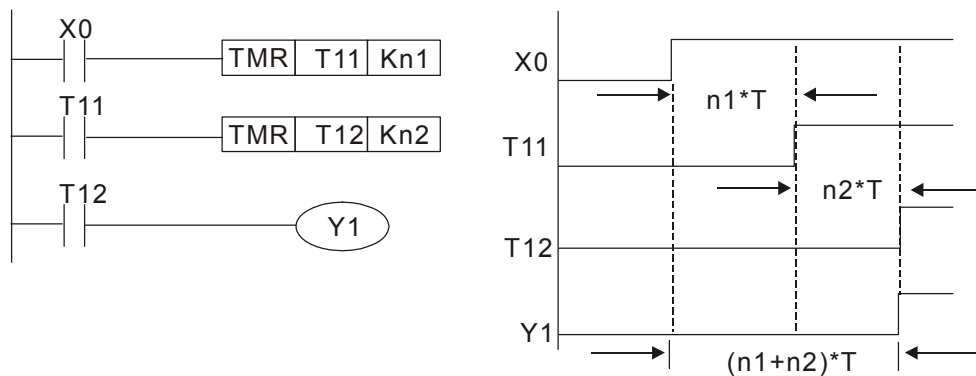 X0
TMR T11 Kn1
T11
TMR T12 Kn2
T12
Y1
X0
n1*T
T11
n2*T
T12
Y1
(n1+n2)*T